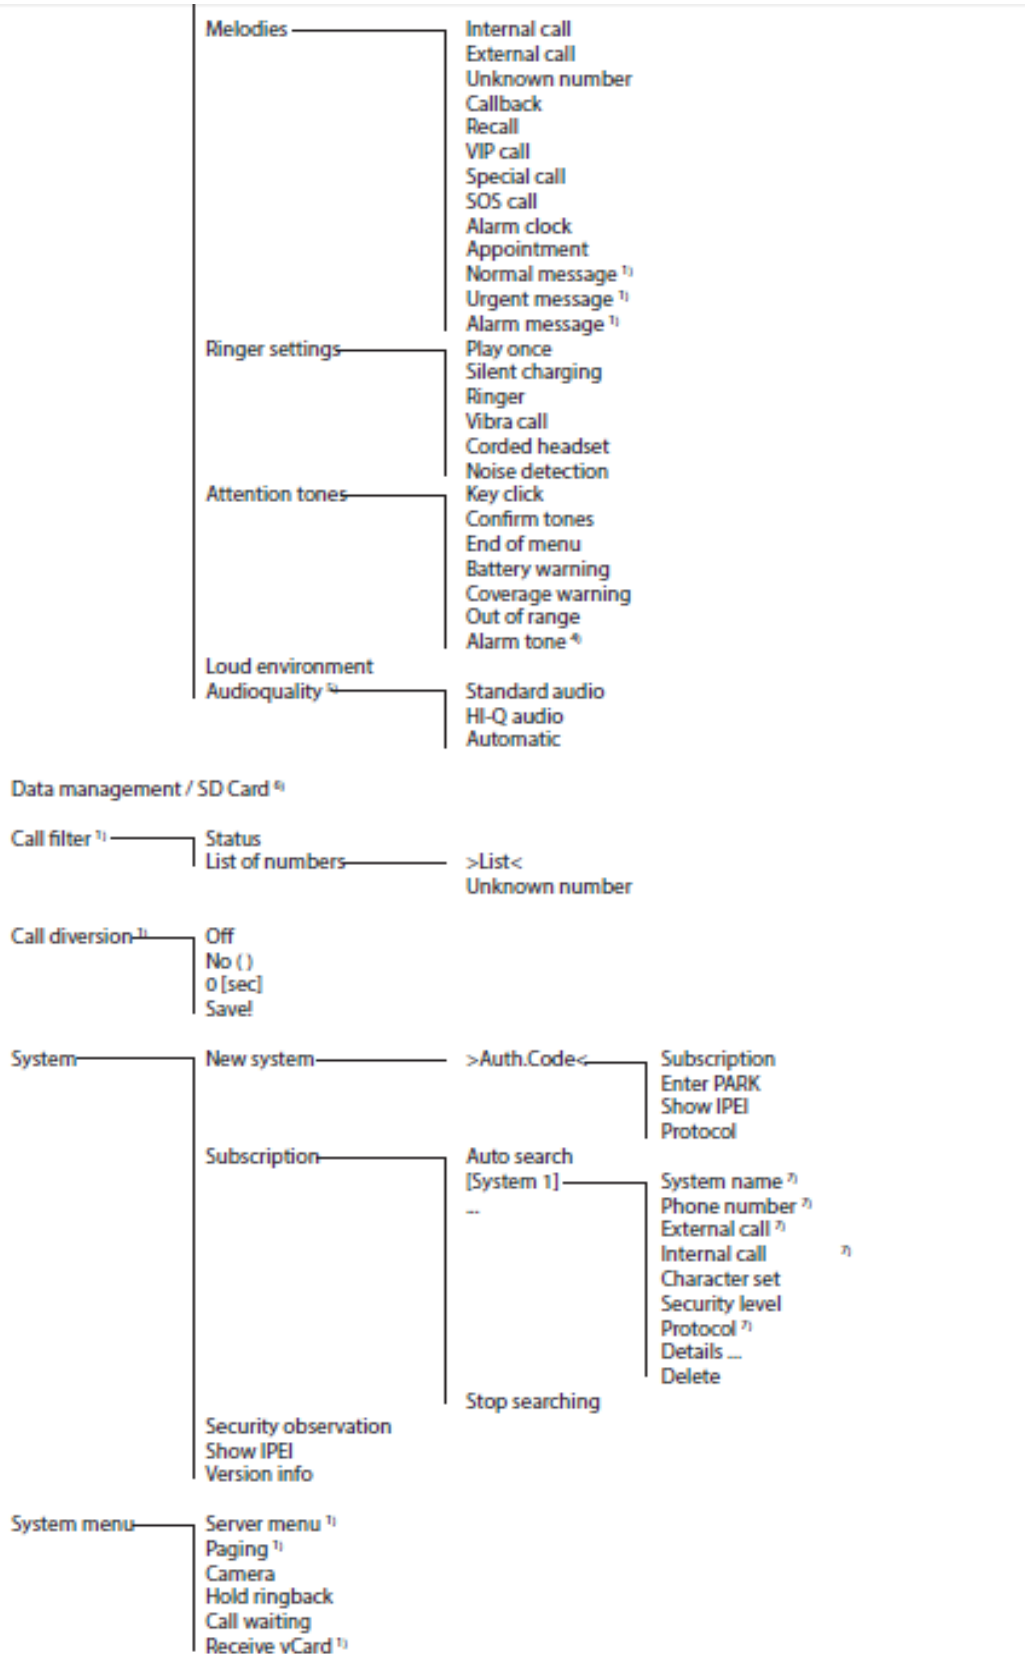 Melodies Internal call
External call
Unknown number
Callback
Recall
VIP call
Special call
SOS call
Alarm clock
Appointment
Normal message 1)
Urgent message 1)
Alarm message 1)
Ringer settings Play once
Silent charging
Ringer
Vibra call
Corded headset
Noise detection
Attention tones Key click
Confirm tones
End of menu
Battery warning
Coverage warning
Out of range
Alarm tone 4)
Loud environment
Audioquality 5) Standard audio
HI-Q audio
Automatic
Data management / SD Card 6)
Call filter 1) Status
List of numbers >List<
Unknown number
Call diversion 1) Off
No ( )
0 [sec]
Save!
System New system >Auth.Code< Subscription
Enter PARK
Show IPEI
Protocol
Subscription Auto search
[System 1] System name 7)
... Phone number 7)
External call 7)
Internal call 7)
Character set
Security level
Protocol 7)
Details ...
Delete
Stop searching
Security observation
Show IPEI
Version info
System menu Server menu 1)
Paging 1)
Camera
Hold ringback
Call waiting
Receive vCard 1)